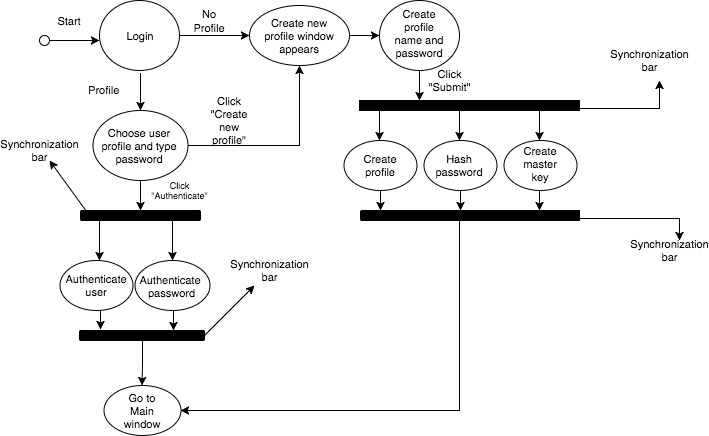 Start
Login
No
Profile
Create new
profile window
appears
Create
profile
name and
password
Click
"Submit"
Synchronization
bar
Profile
Click
"Create
new
profile"
Choose user
profile and type
password
Synchronization
bar
Click
"Authenticate"
Create
profile
Hash
password
Create
master
key
Synchronization
bar
Authenticate
user
Authenticate
password
Synchronization
bar
Go to
Main
window